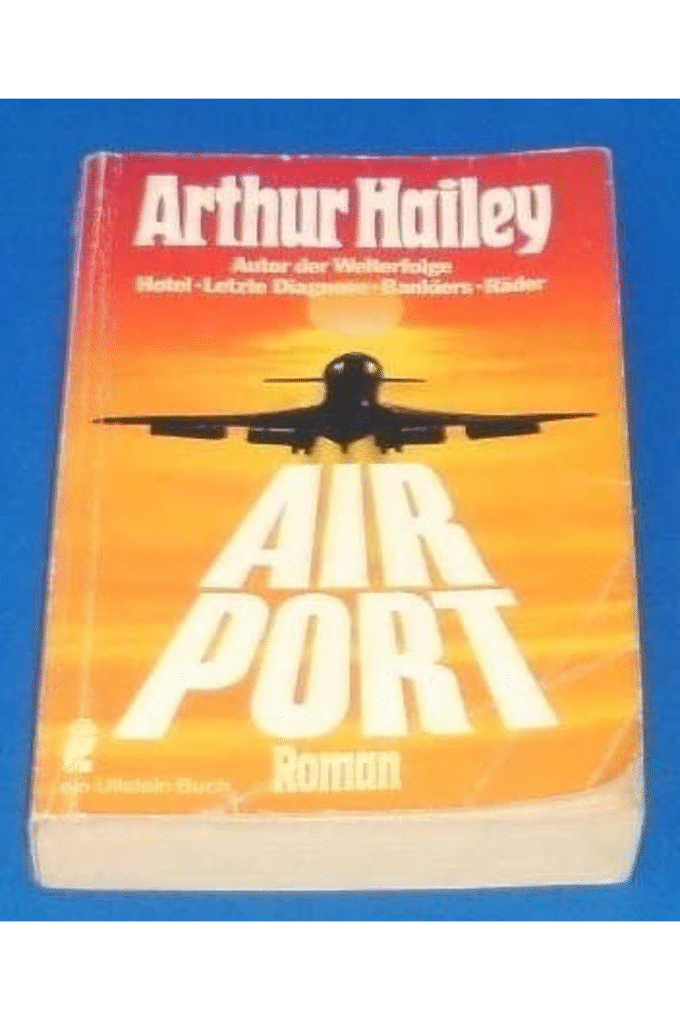 Arthur Hailey
Autor der Welterfolge
Hotel · Letzte Diagnose · Bankiers · Räder
AIR
PORT
Roman
ein Ullstein Buch